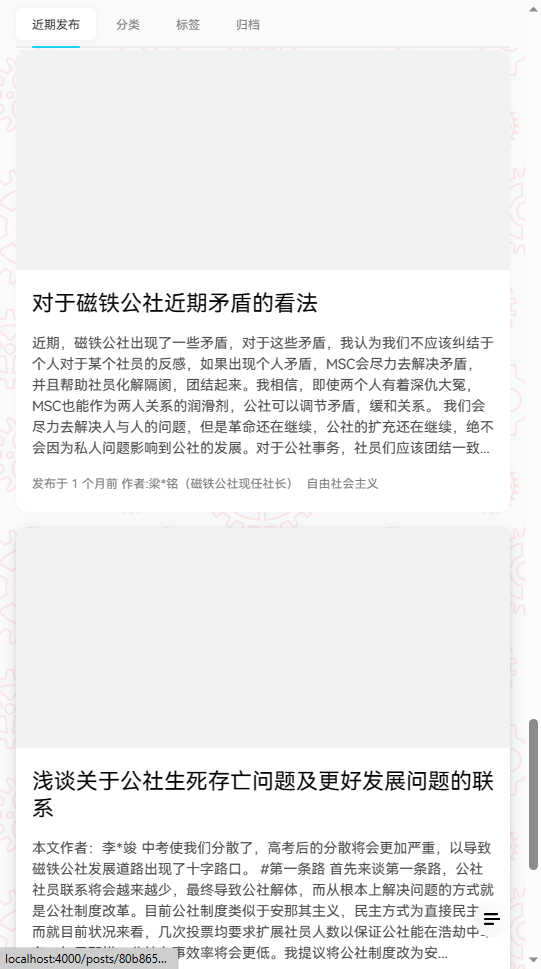 近期发布 分类 标签 归档
对于磁铁公社近期矛盾的看法
近期，磁铁公社出现了一些矛盾，对于这些矛盾，我认为我们不应该纠结于
个人对于某个社员的反感，如果出现个人矛盾，MSC会尽力去解决矛盾，
并且帮助社员化解隔阂，团结起来。我相信，即使两个人有着深仇大冤，
MSC也能作为两人关系的润滑剂，公社可以调节矛盾，缓和关系。 我们会
尽力去解决人与人的问题，但是革命还在继续，公社的扩充还在继续，绝不
会因为私人问题影响到公社的发展。对于公社事务，社员们应该团结一致...
发布于 1 个月前 作者:梁*铭（磁铁公社现任社长） 自由社会主义
浅谈关于公社生死存亡问题及更好发展问题的联
系
本文作者：李*竣 中考使我们分散了，高考后的分散将会更加严重，以导致
磁铁公社发展道路出现了十字路口。 #第一条路 首先来谈第一条路，公社
社员联系将会越来越少，最终导致公社解体，而从根本上解决问题的方式就
是公社制度改革。目前公社制度类似于安那其主义，民主方式为直接民主
而就目前状况来看，几次投票均要求扩展社员人数以保证公社能在浩劫中
事效率将会更低。我提议将公社制度改为安...
localhost:4000/posts/80b865...